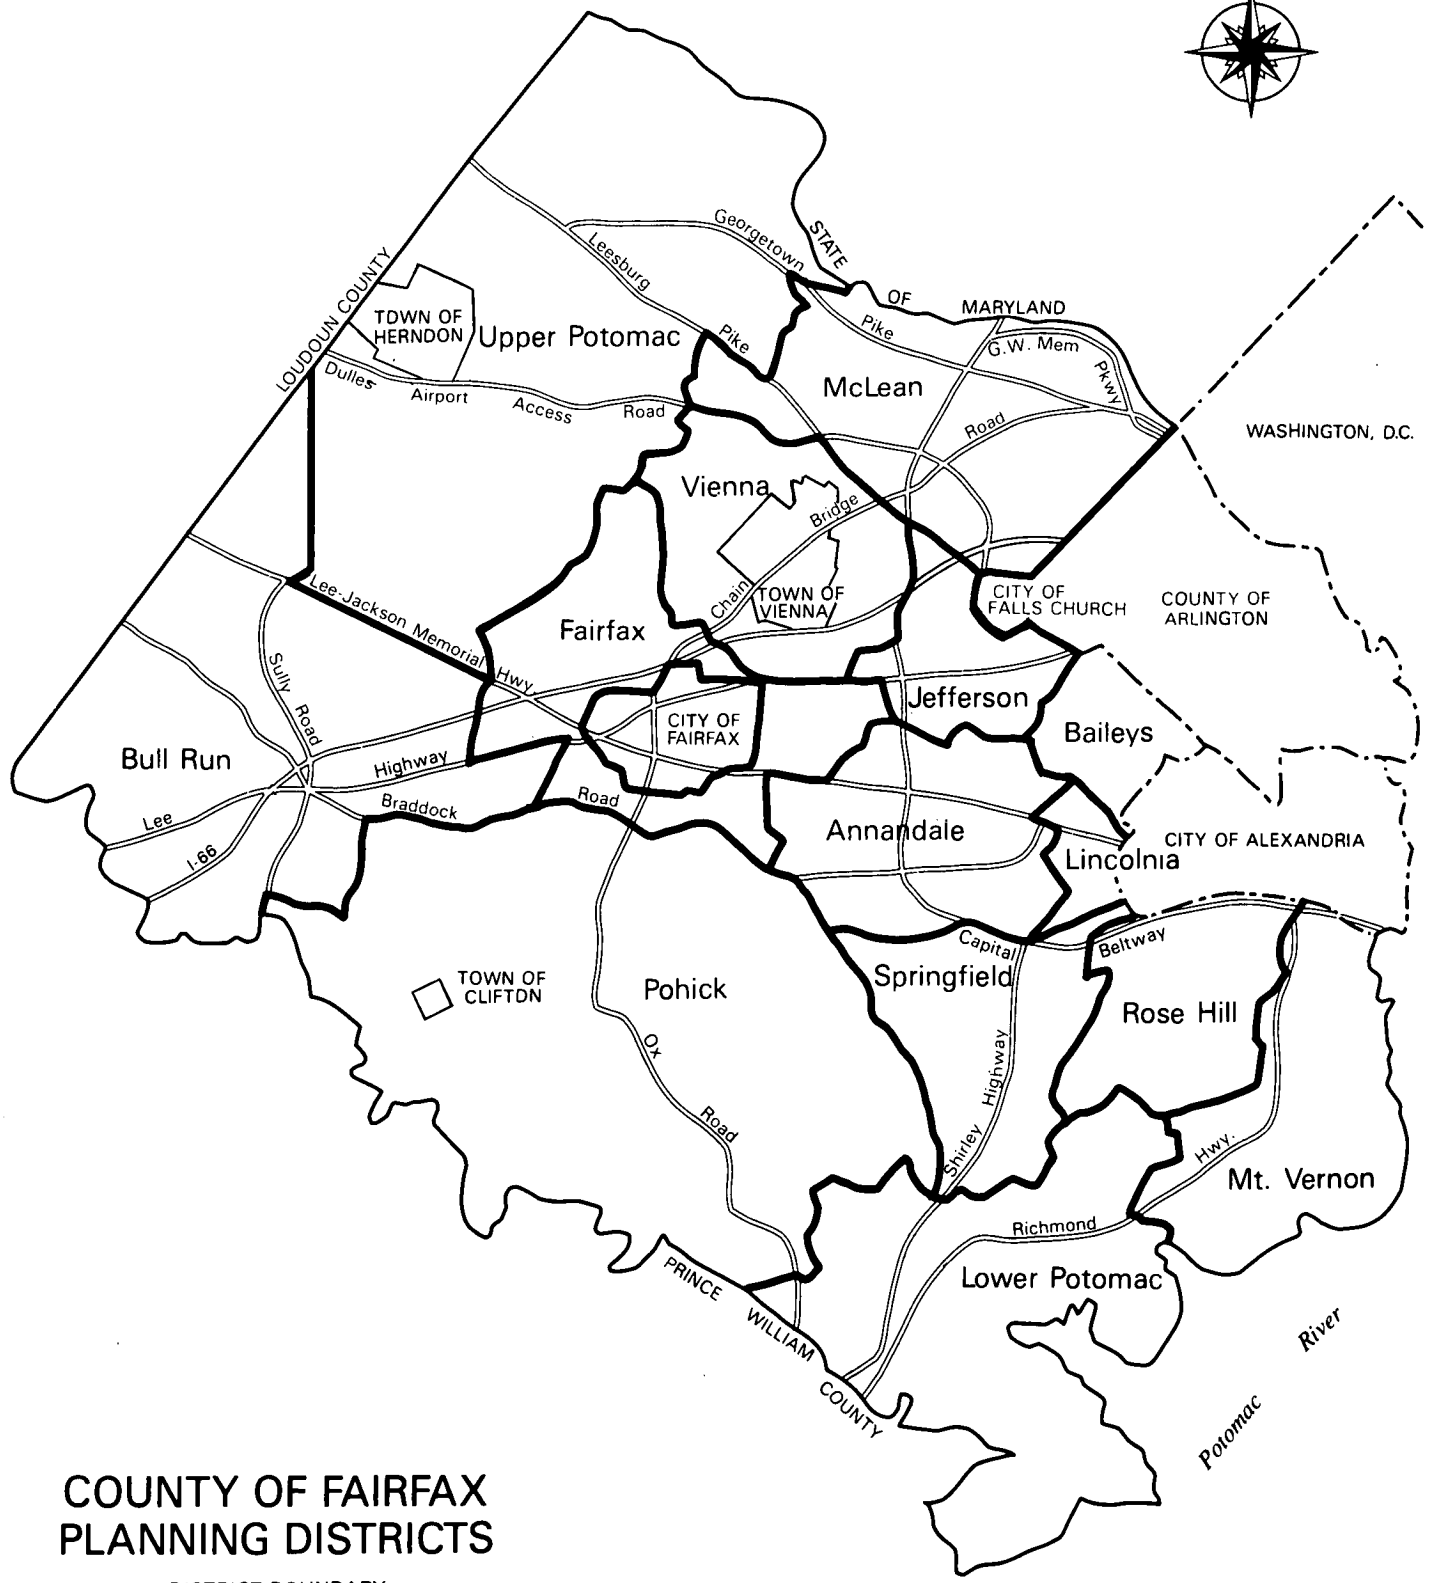 Georgetown
STATE
Leesburg
OF
MARYLAND
LOUDOUN COUNTY
TOWN OF
HERNDON
Upper Potomac
Pike
Pike
G.W. Mem
Pkwy
Dulles
Airport
Access
Road
McLean
Road
WASHINGTON, D.C.
Vienna
Bridge
Chain
TOWN OF
VIENNA
CITY OF
FALLS CHURCH
COUNTY OF
ARLINGTON
Lee-Jackson Memorial
Hwy.
Fairfax
Sully
Road
Jefferson
CITY OF
FAIRFAX
Baileys
Bull Run
Highway
Lee
Braddock
Road
I-66
Annandale
Lincolnia
CITY OF ALEXANDRIA
Capital
Beltway
TOWN OF
CLIFTDN
Pohick
Springfield
Rose Hill
Ox
Road
Shirley
Highway
Hwy.
Mt. Vernon
Richmond
Lower Potomac
PRINCE
WILLIAM
COUNTY
River
Potomac
COUNTY OF FAIRFAX
PLANNING DISTRICTS